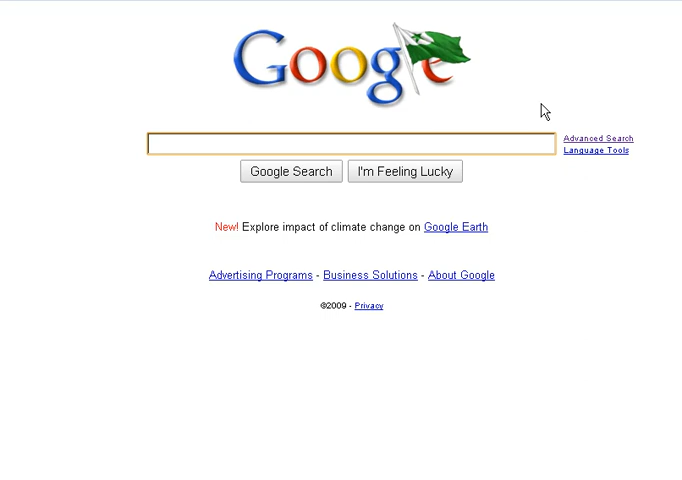 Google
Advanced Search
Language Tools
Google Search I'm Feeling Lucky
New! Explore impact of climate change on Google Earth
Advertising Programs - Business Solutions - About Google
©2009 - Privacy